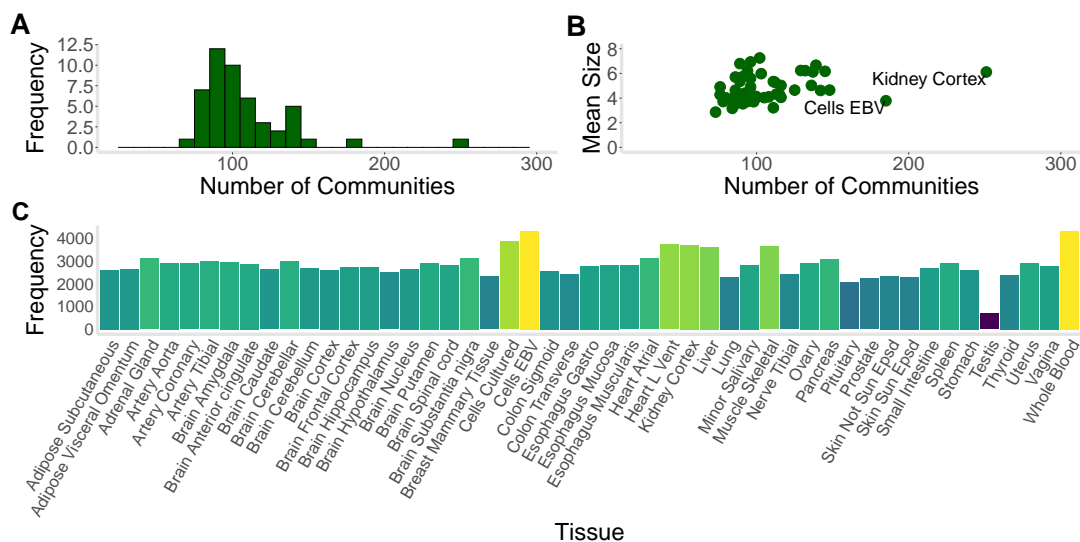 A
Frequency
12.5
10.0
7.5
5.0
2.5
0.0
100
200
300
Number of Communities
B
Mean Size
8
6
4
2
0
Kidney Cortex
Cells EBV
100
200
300
Number of Communities
C
Frequency
4000
3000
2000
1000
0
Adipose Subcutaneous
Adipose Visceral Omentum
Adrenal Gland
Artery Aorta
Artery Coronary
Artery Tibial
Brain Amygdala
Brain Anterior cingulate
Brain Caudate
Brain Cerebellar
Brain Cerebellum
Brain Cortex
Brain Frontal Cortex
Brain Hippocampus
Brain Hypothalamus
Brain Nucleus
Brain Putamen
Brain Spinal cord
Brain Substantia nigra
Breast Mammary Tissue
Cells Cultured
Cells EBV
Colon Sigmoid
Colon Transverse
Esophagus Gastro
Esophagus Mucosa
Esophagus Muscularis
Heart Atrial
Heart L Vent
Kidney Cortex
Liver
Lung
Minor Salivary
Muscle Skeletal
Nerve Tibial
Ovary
Pancreas
Pituitary
Prostate
Skin Not Sun Epsd
Skin Sun Epsd
Small Intestine
Spleen
Stomach
Testis
Thyroid
Uterus
Vagina
Whole Blood
Tissue